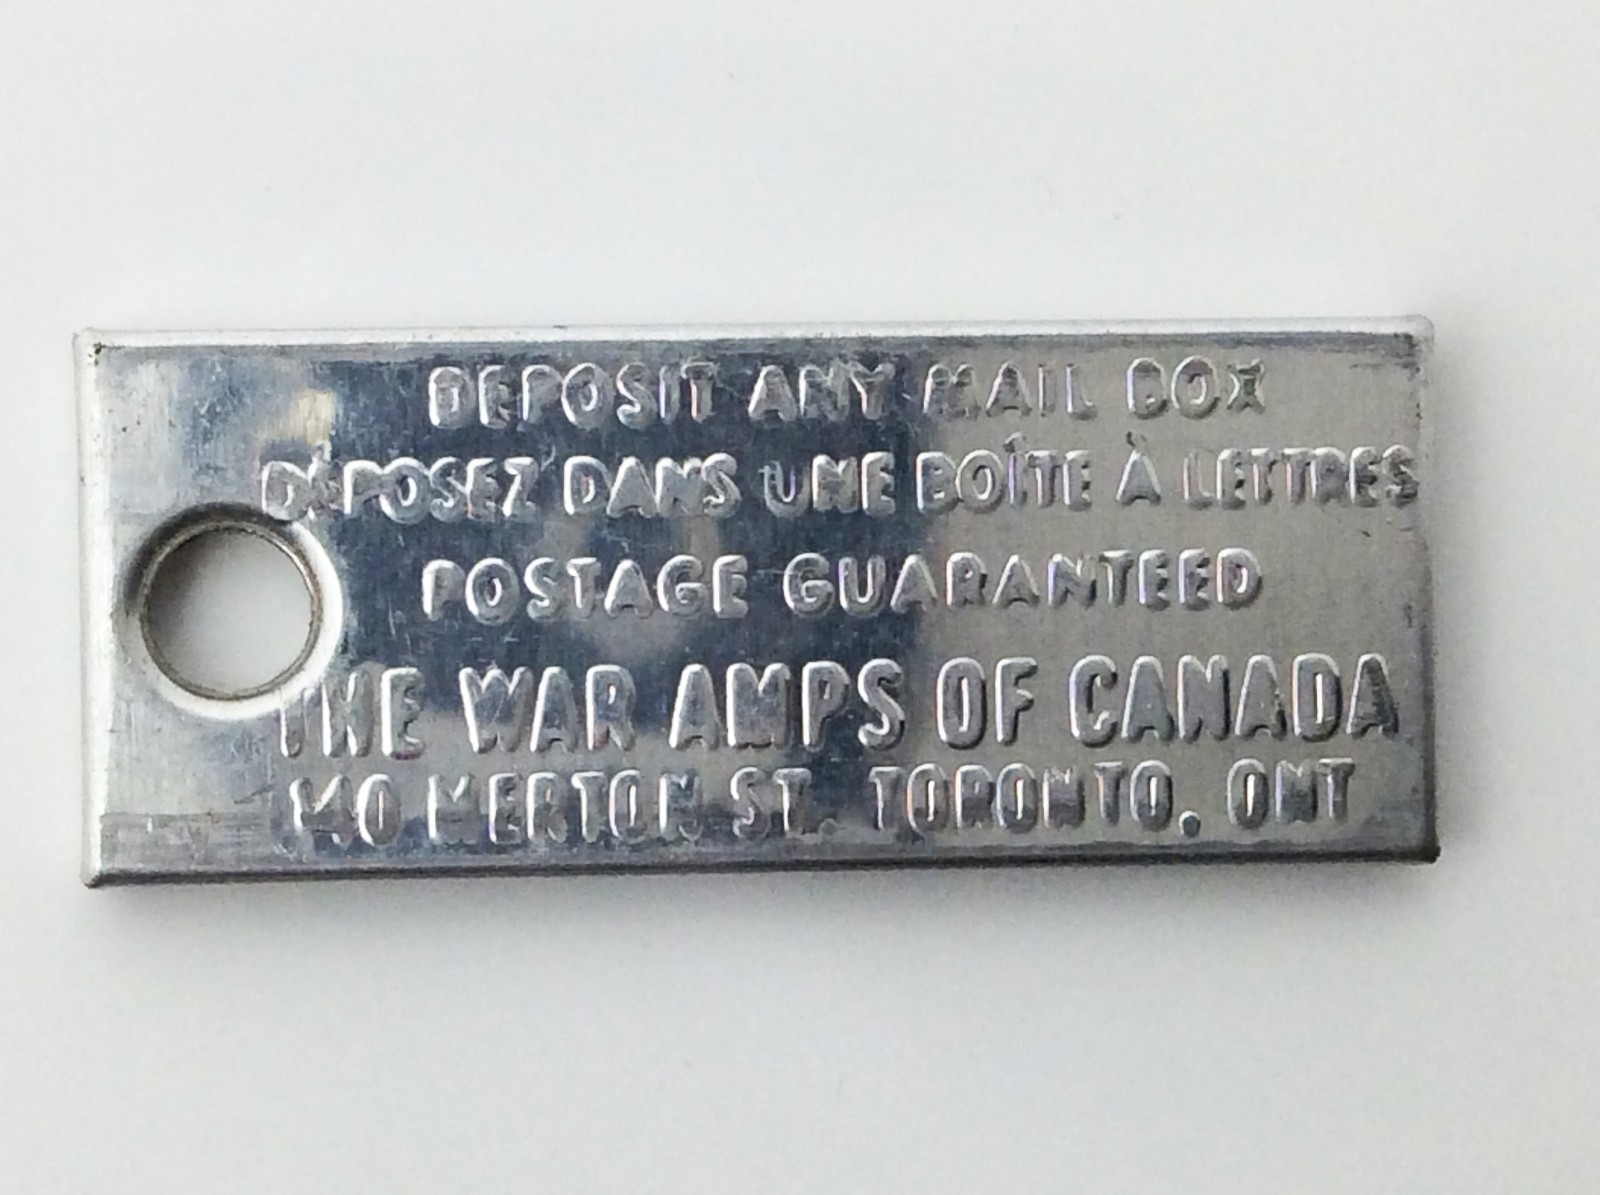 DEPOSIT ANY MAIL BOX
DÉPOSEZ DANS UNE BOÎTE À LETTRES
POSTAGE GUARANTEED
THE WAR AMPS OF CANADA
140 MERTON ST. TORONTO. ONT